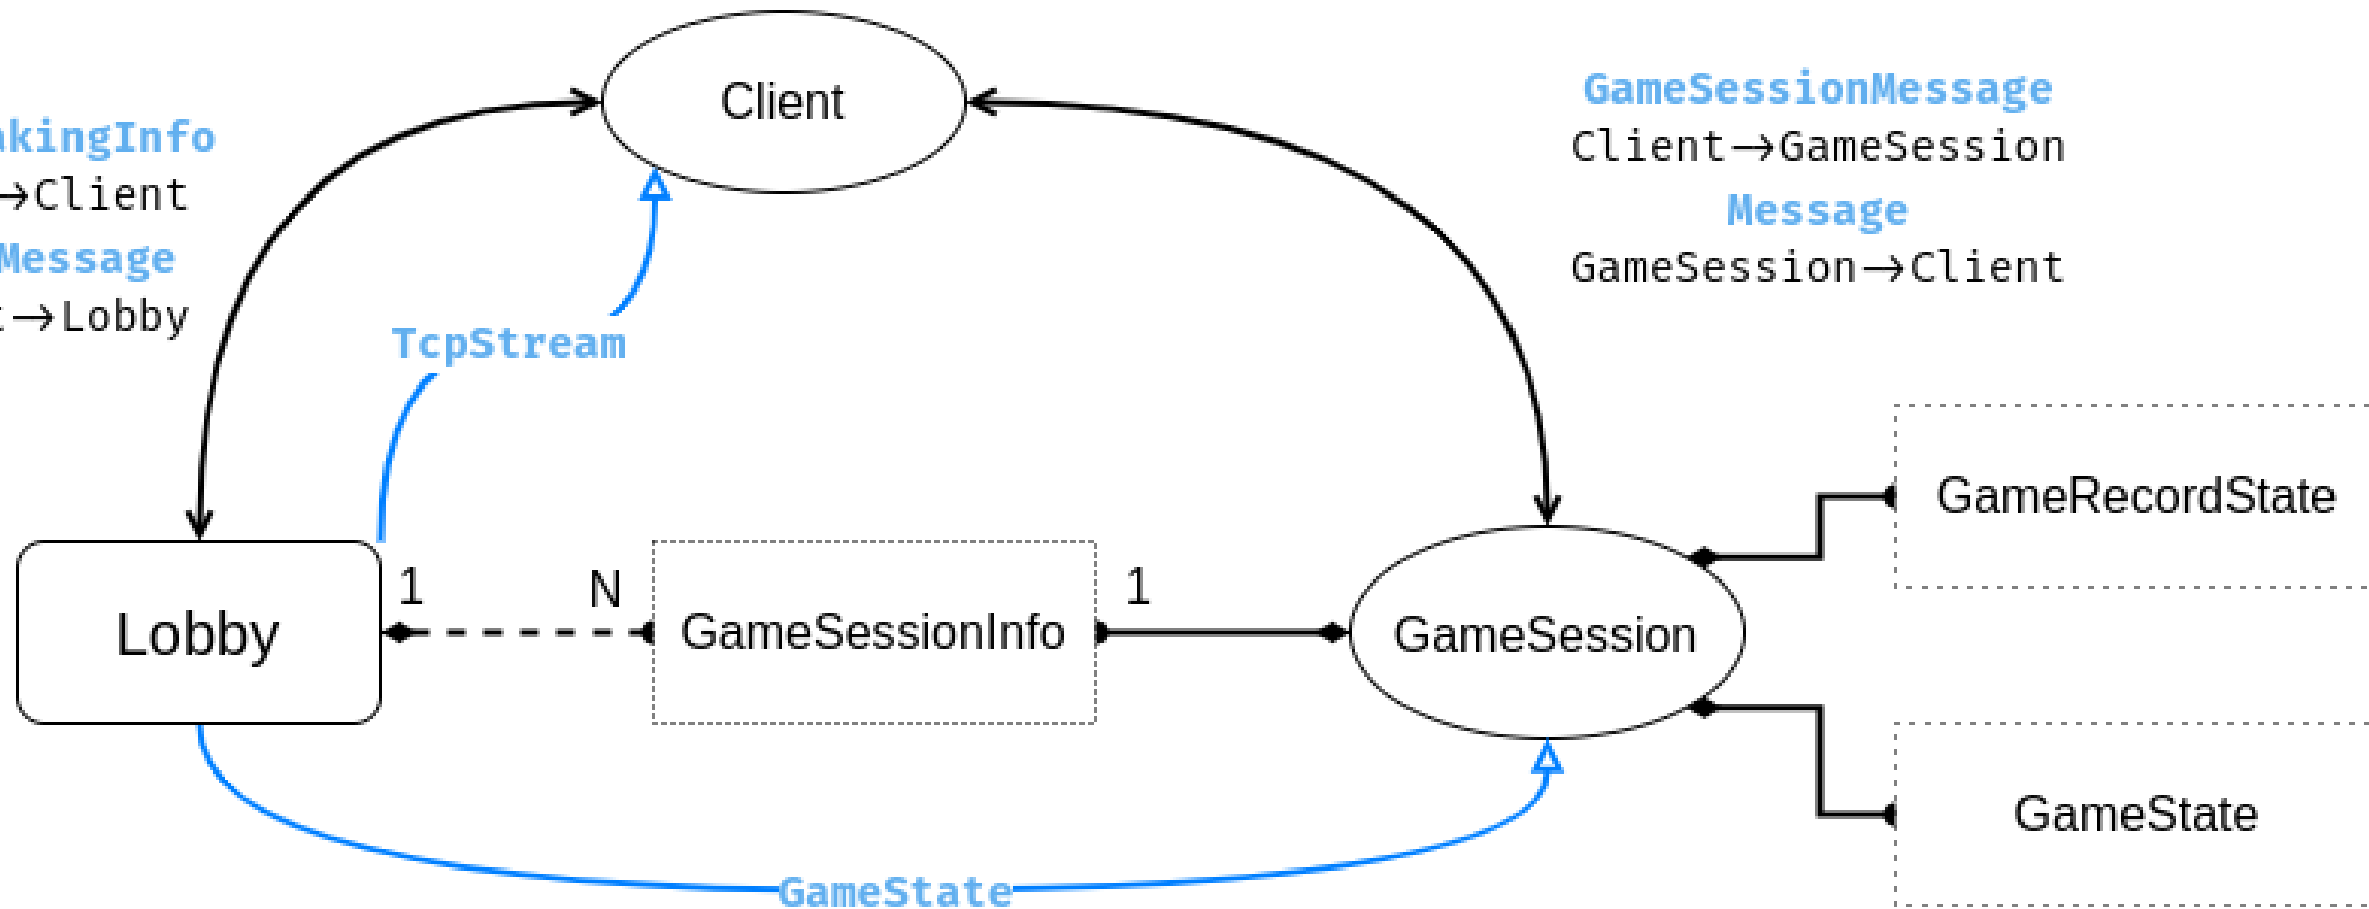 Client
GameSessionMessage
Client→GameSession
Message
GameSession→Client
akingInfo
→Client
Message
→Lobby
TcpStream
GameRecordState
1
N
1
Lobby
GameSessionInfo
GameSession
GameState
GameState